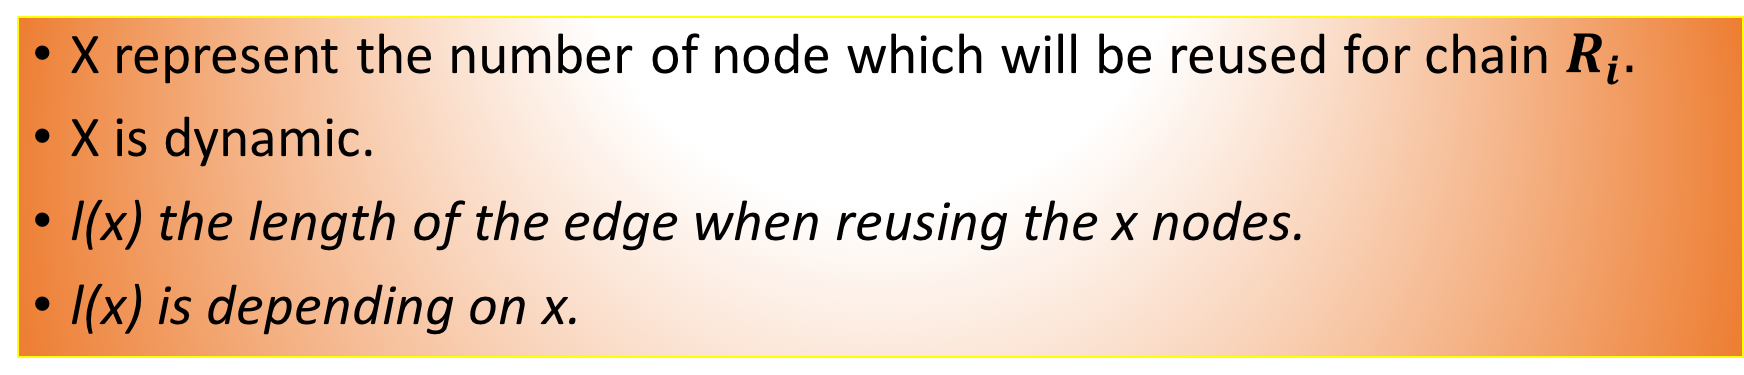 • X represent the number of node which will be reused for chain R_i.
• X is dynamic.
• l(x) the length of the edge when reusing the x nodes.
• l(x) is depending on x.